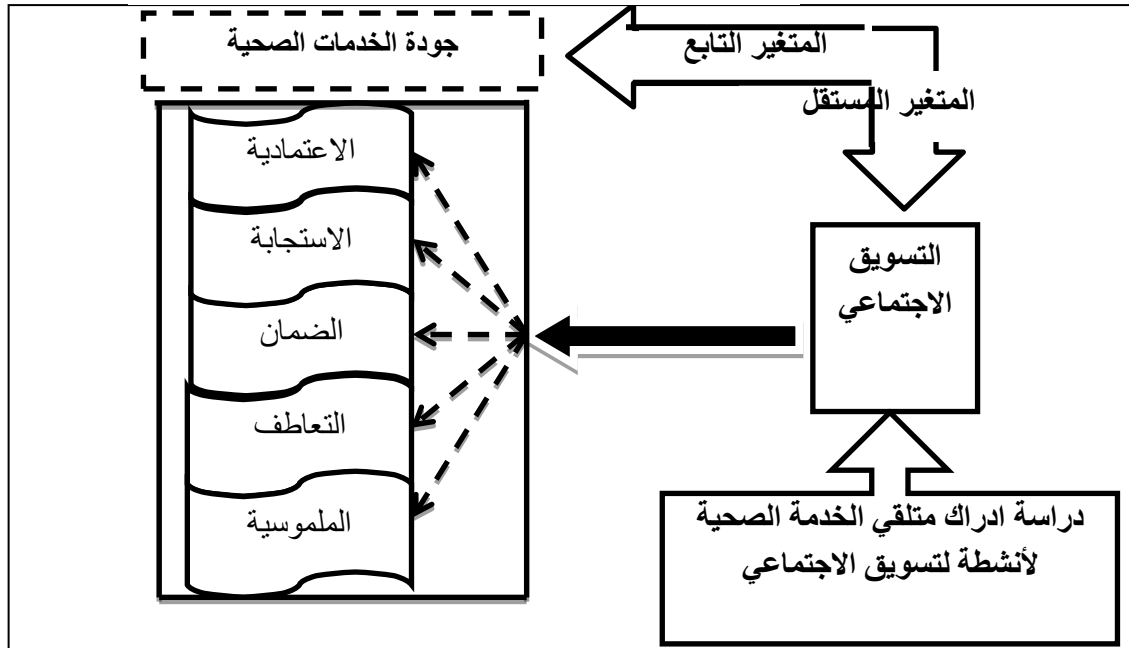 المتغير التابع
جودة الخدمات الصحية
المتغير المستقل
التسويق
الاجتماعي
الاعتمادية
الاستجابة
الضمان
التعاطف
الملموسية
دراسة ادراك متلقي الخدمة الصحية
لأنشطة لتسويق الاجتماعي